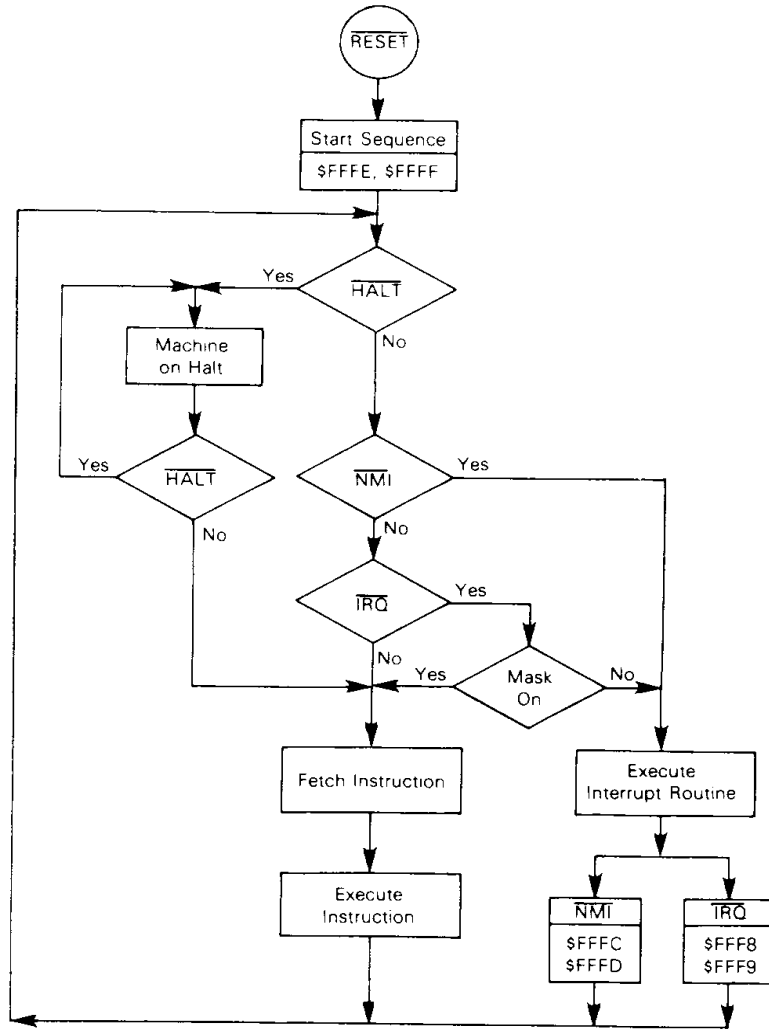 RESET
Start Sequence
$FFFE, $FFFF
Yes
HALT
No
Machine
on Halt
Yes
HALT
No
NMI
Yes
No
IRQ
Yes
No
Yes
Mask
On
No
Fetch Instruction
Execute
Interrupt Routine
Execute
Instruction
NMI
$FFFC
$FFFD
IRQ
$FFF8
$FFF9